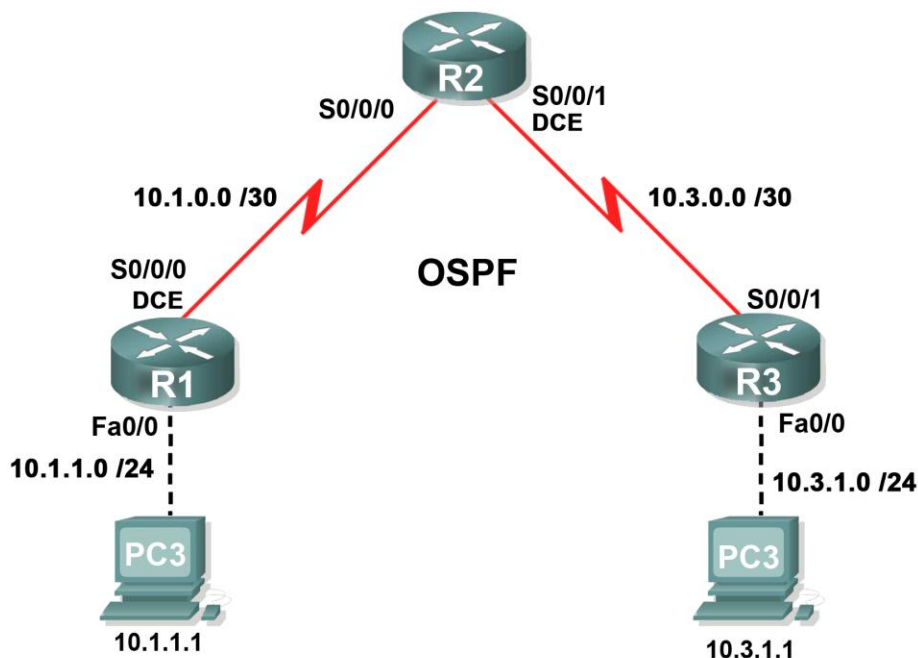 R2
S0/0/0
S0/0/1
DCE
10.1.0.0 /30
10.3.0.0 /30
OSPF
S0/0/0
DCE
S0/0/1
R1
R3
Fa0/0
Fa0/0
10.1.1.0 /24
10.3.1.0 /24
PC3
PC3
10.1.1.1
10.3.1.1